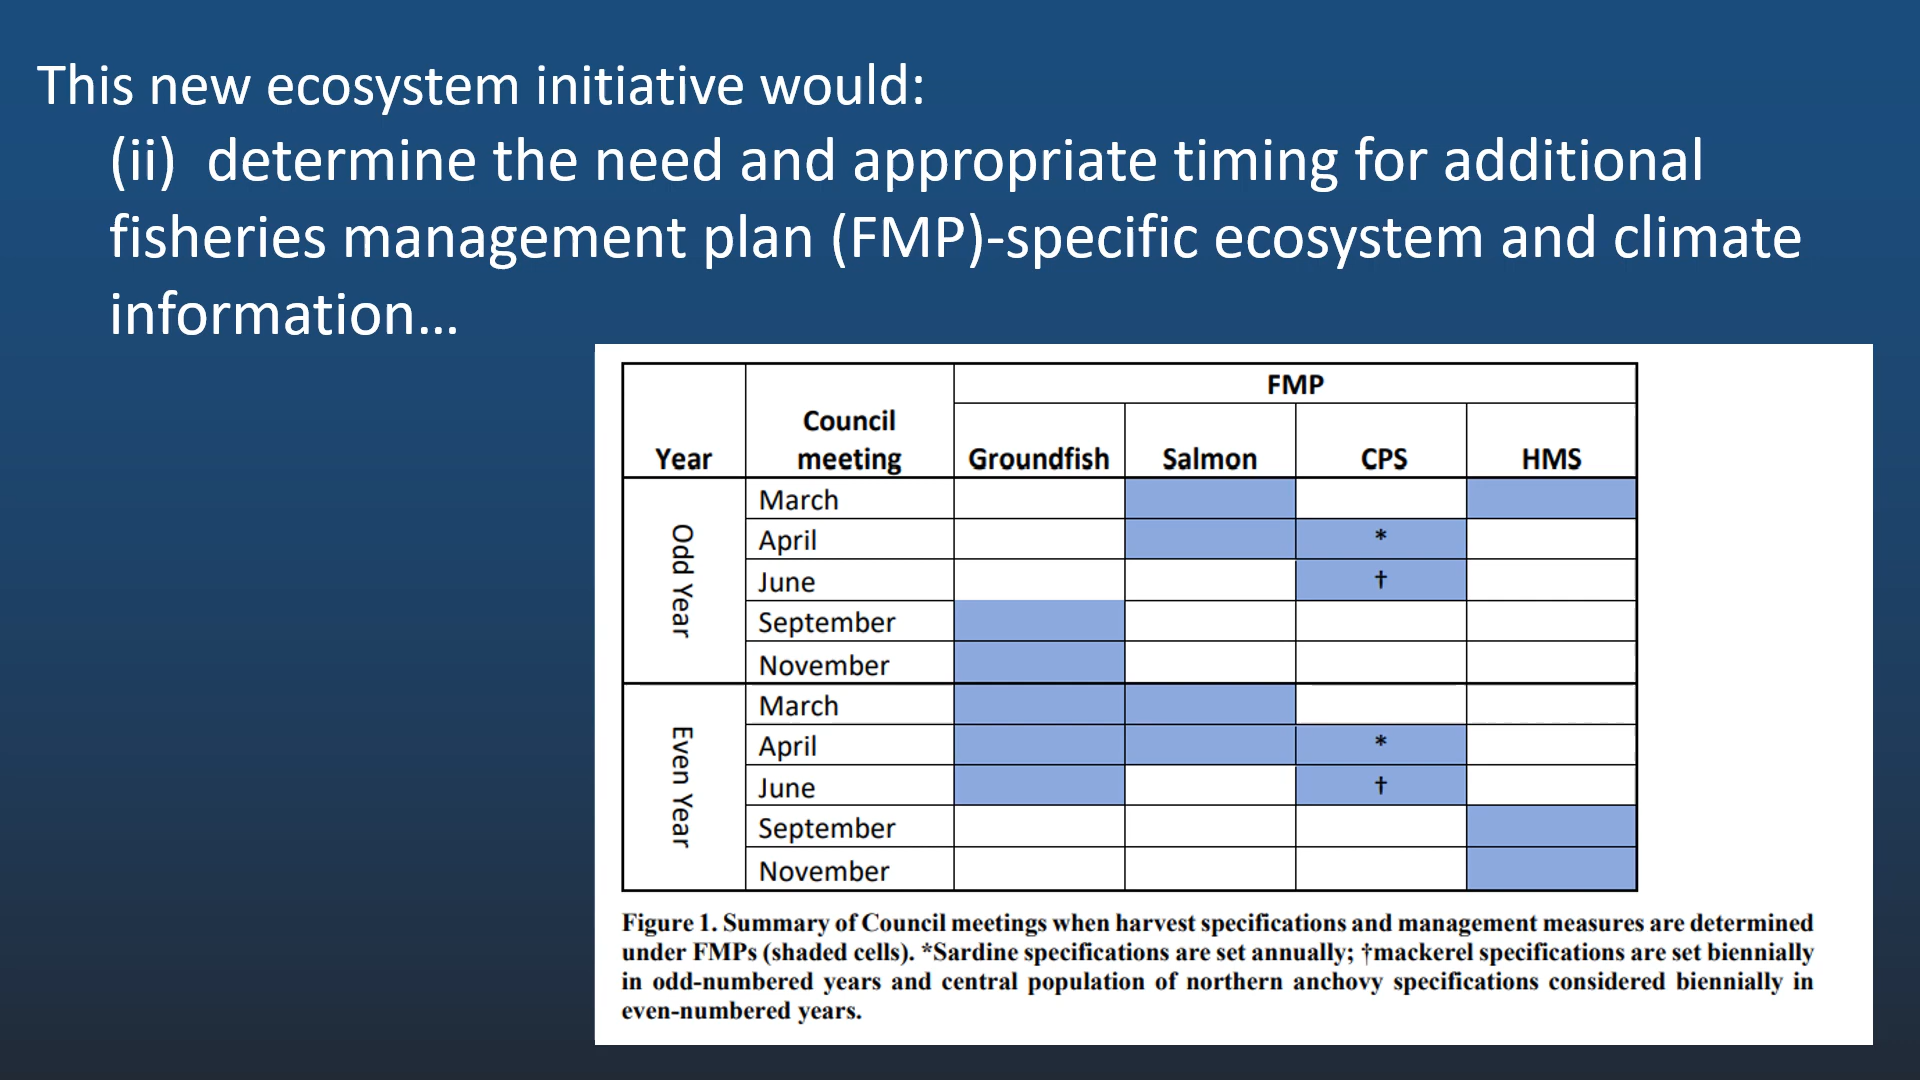 This new ecosystem initiative would:
(ii)  determine the need and appropriate timing for additional
fisheries management plan (FMP)-specific ecosystem and climate
information…
FMP
Council
Year meeting Groundfish Salmon CPS HMS
Odd Year
March
April *
June †
September
November
Even Year
March
April *
June †
September
November
Figure 1. Summary of Council meetings when harvest specifications and management measures are determined
under FMPs (shaded cells). *Sardine specifications are set annually; †mackerel specifications are set biennially
in odd-numbered years and central population of northern anchovy specifications considered biennially in
even-numbered years.